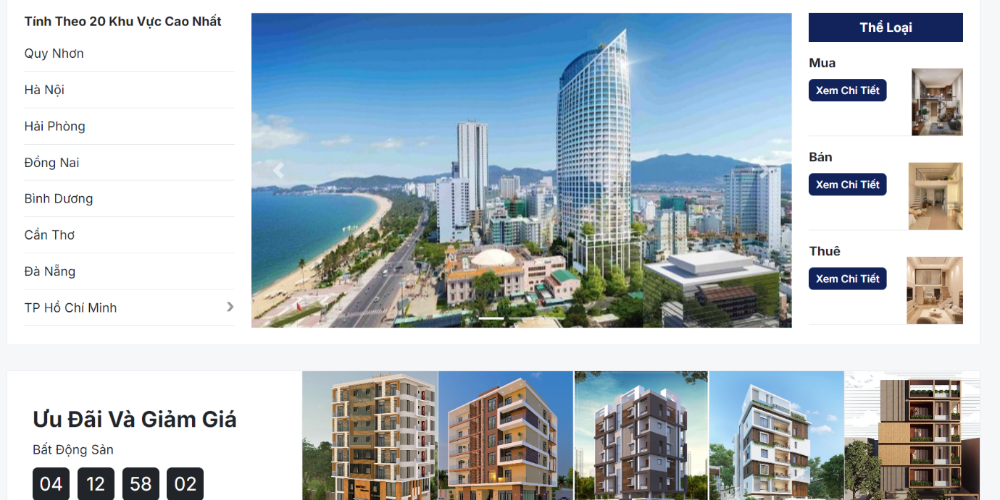 Tính Theo 20 Khu Vực Cao Nhất
Quy Nhơn
Hà Nội
Hải Phòng
Đồng Nai
Bình Dương
Cần Thơ
Đà Nẵng
TP Hồ Chí Minh
Thể Loại
Mua
Xem Chi Tiết
Bán
Xem Chi Tiết
Thuê
Xem Chi Tiết
Ưu Đãi Và Giảm Giá
Bất Động Sản
04 12 58 02